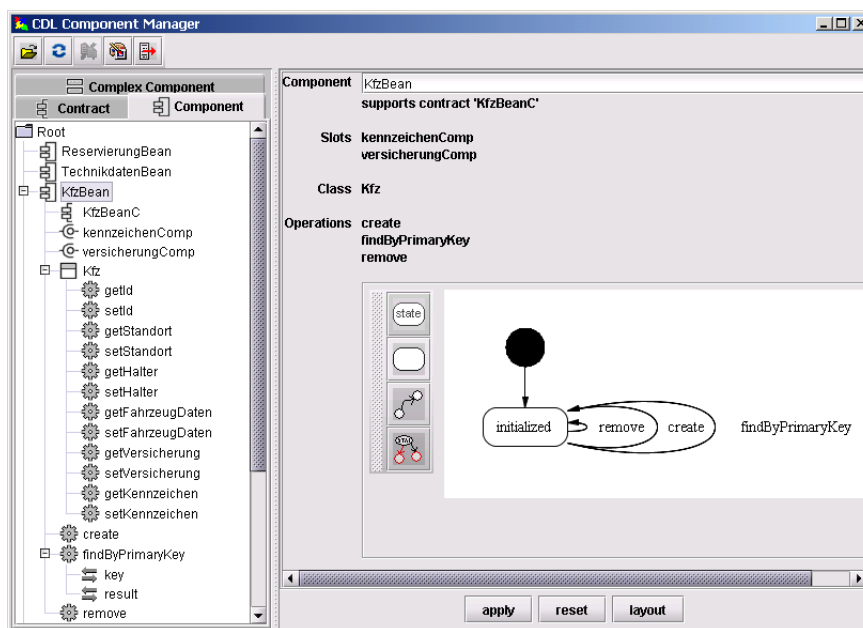 CDL Component Manager
Complex Component
Contract Component
Root
ReservierungBean
TechnikdatenBean
KfzBean
KfzBeanC
kennzeichenComp
versicherungComp
Kfz
getId
setId
getStandort
setStandort
getHalter
setHalter
getFahrzeugDaten
setFahrzeugDaten
getVersicherung
setVersicherung
getKennzeichen
setKennzeichen
create
findByPrimaryKey
key
result
remove
Component KfzBean
supports contract 'KfzBeanC'
Slots kennzeichenComp
versicherungComp
Class Kfz
Operations create
findByPrimaryKey
remove
state
STAT
initialized remove create findByPrimaryKey
apply reset layout